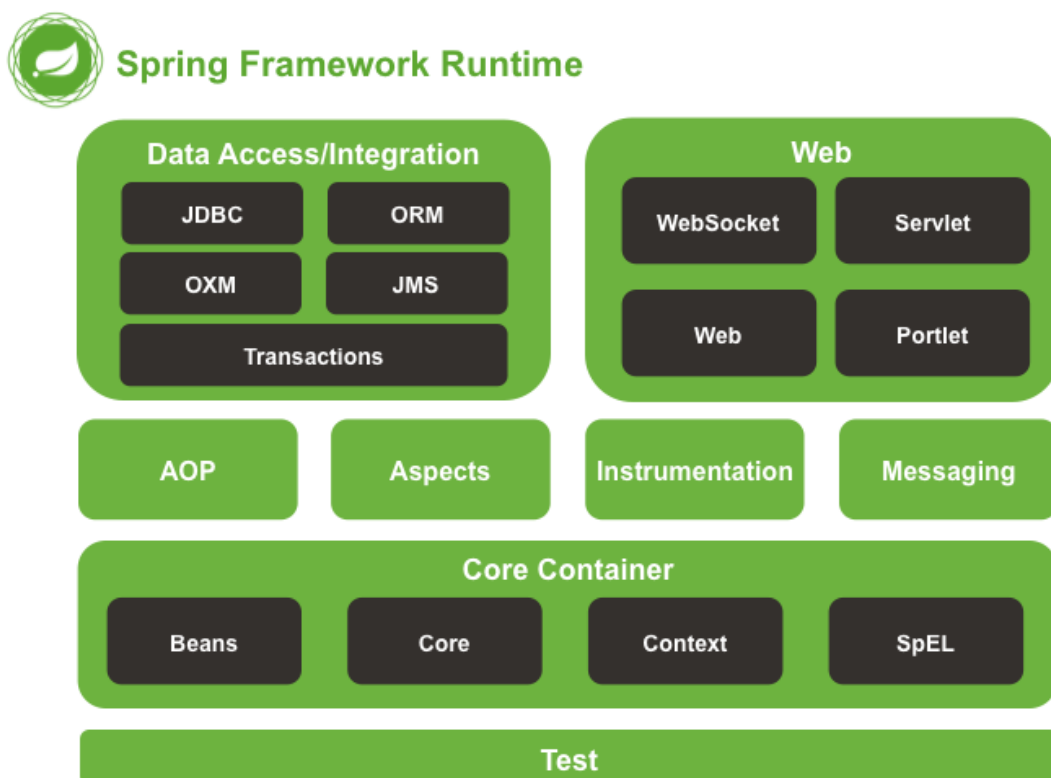 Spring Framework Runtime
Data Access/Integration
JDBC
ORM
OXM
JMS
Transactions
Web
WebSocket
Servlet
Web
Portlet
AOP
Aspects
Instrumentation
Messaging
Core Container
Beans
Core
Context
SpEL
Test